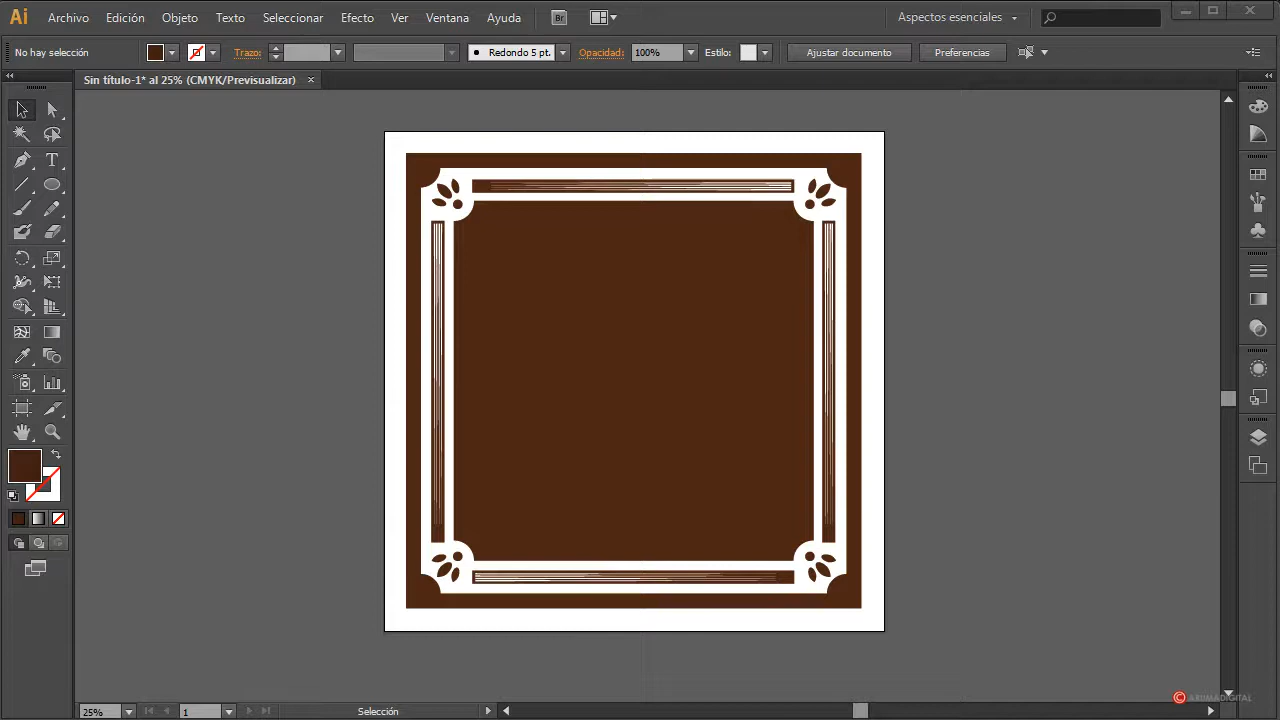 Ai Archivo Edición Objeto Texto Seleccionar Efecto Ver Ventana Ayuda Br Aspectos esenciales
No hay selección Trazo: Redondo 5 pt. Opacidad: 100% Estilo: Ajustar documento Preferencias
Sin título-1* al 25% (CMYK/Previsualizar) ×
T
25% 1 Selección
© JARUMADIGITAL